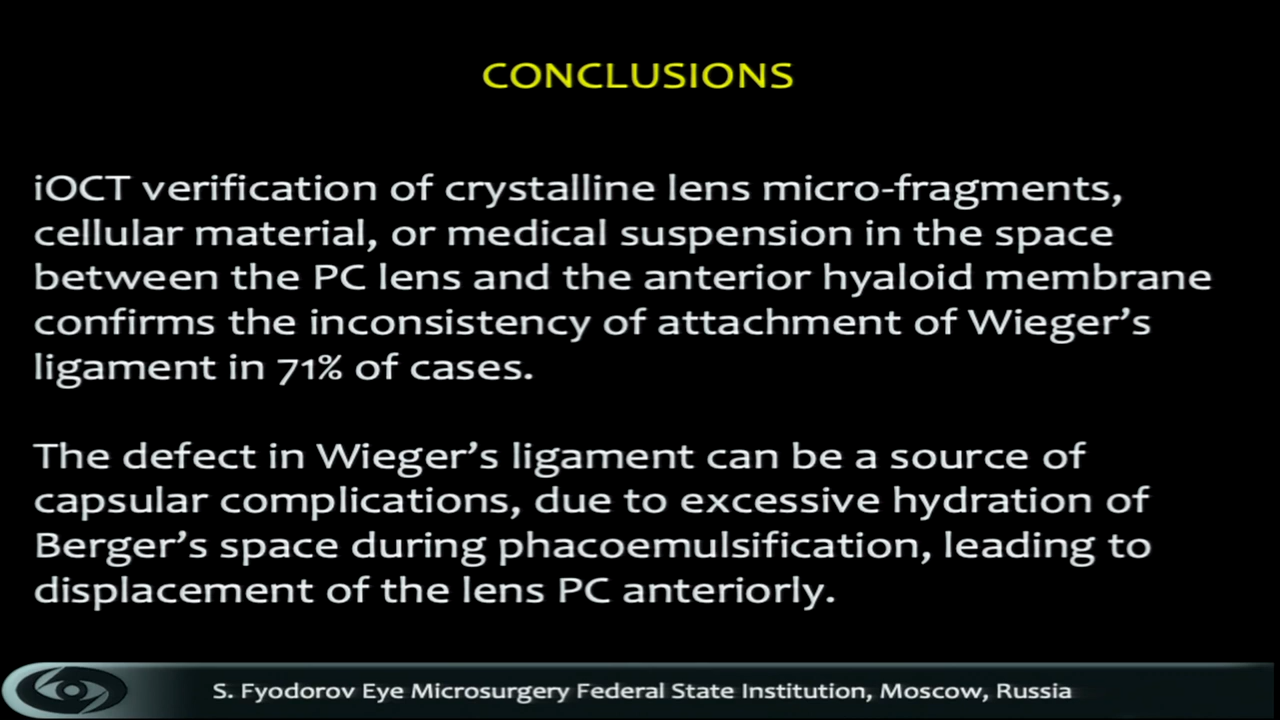 CONCLUSIONS
iOCT verification of crystalline lens micro-fragments,
cellular material, or medical suspension in the space
between the PC lens and the anterior hyaloid membrane
confirms the inconsistency of attachment of Wieger’s
ligament in 71% of cases.
The defect in Wieger’s ligament can be a source of
capsular complications, due to excessive hydration of
Berger’s space during phacoemulsification, leading to
displacement of the lens PC anteriorly.
S. Fyodorov Eye Microsurgery Federal State Institution, Moscow, Russia